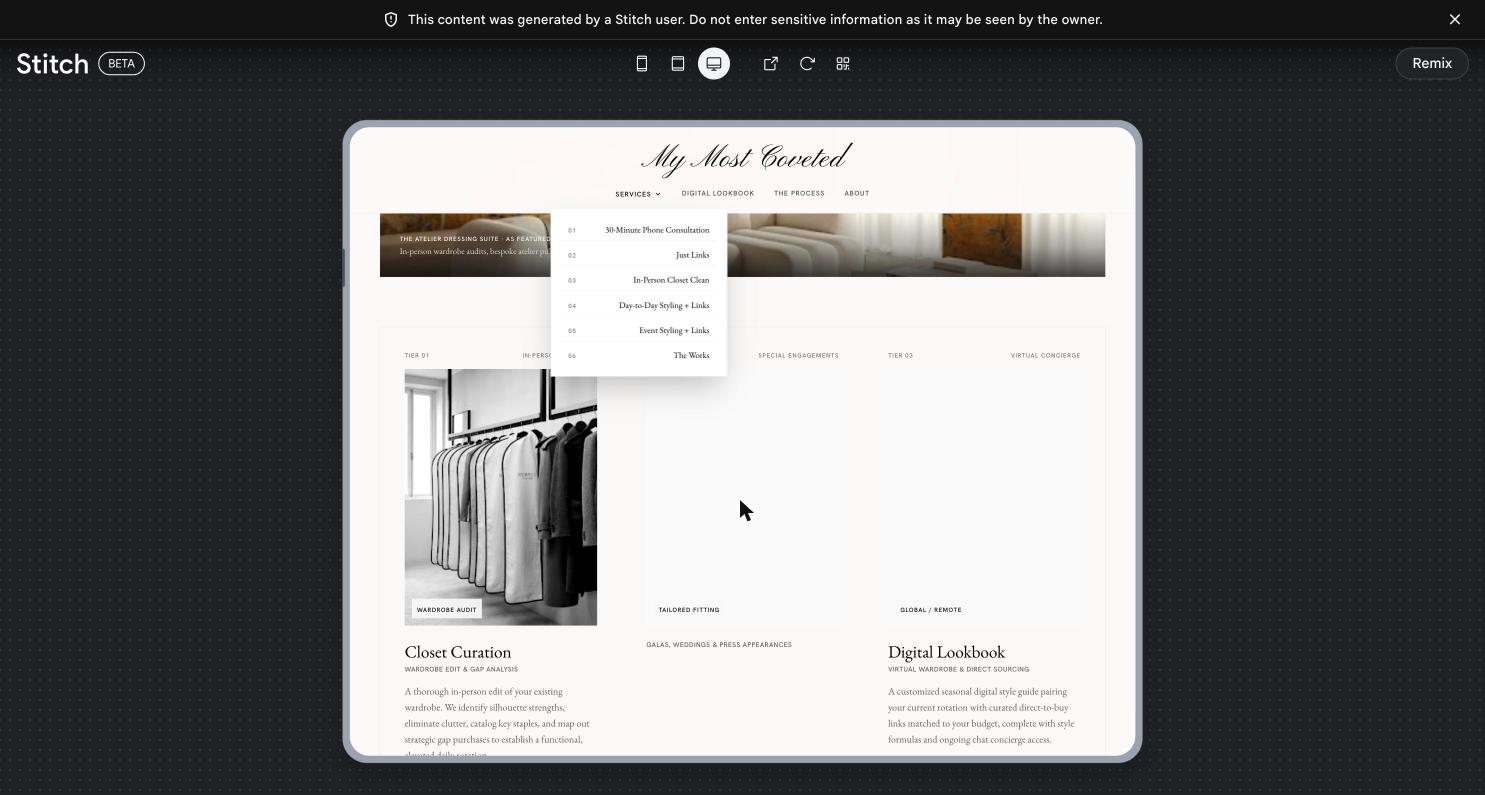 This content was generated by a Stitch user. Do not enter sensitive information as it may be seen by the owner.
Stitch BETA
Remix
My Most Coveted
SERVICES DIGITAL LOOKBOOK THE PROCESS ABOUT
THE ATELIER DRESSING SUITE · AS FEATURED
In-person wardrobe audits, bespoke atelier
01 30-Minute Phone Consultation
02 Just Links
03 In-Person Closet Clean
04 Day-to-Day Styling + Links
05 Event Styling + Links
06 The Works
TIER 01
SPECIAL ENGAGEMENTS
TIER 03 VIRTUAL CONCIERGE
WARDROBE AUDIT
TAILORED FITTING
GLOBAL / REMOTE
Closet Curation
WARDROBE EDIT & GAP ANALYSIS
A thorough in-person edit of your existing
wardrobe. We identify silhouette strengths,
eliminate clutter, catalog key staples, and map out
strategic gap purchases to establish a functional,
GALAS, WEDDINGS & PRESS APPEARANCES
Digital Lookbook
VIRTUAL WARDROBE & DIRECT SOURCING
A customized seasonal digital style guide pairing
your current rotation with curated direct-to-buy
links matched to your budget, complete with style
formulas and ongoing chat concierge access.